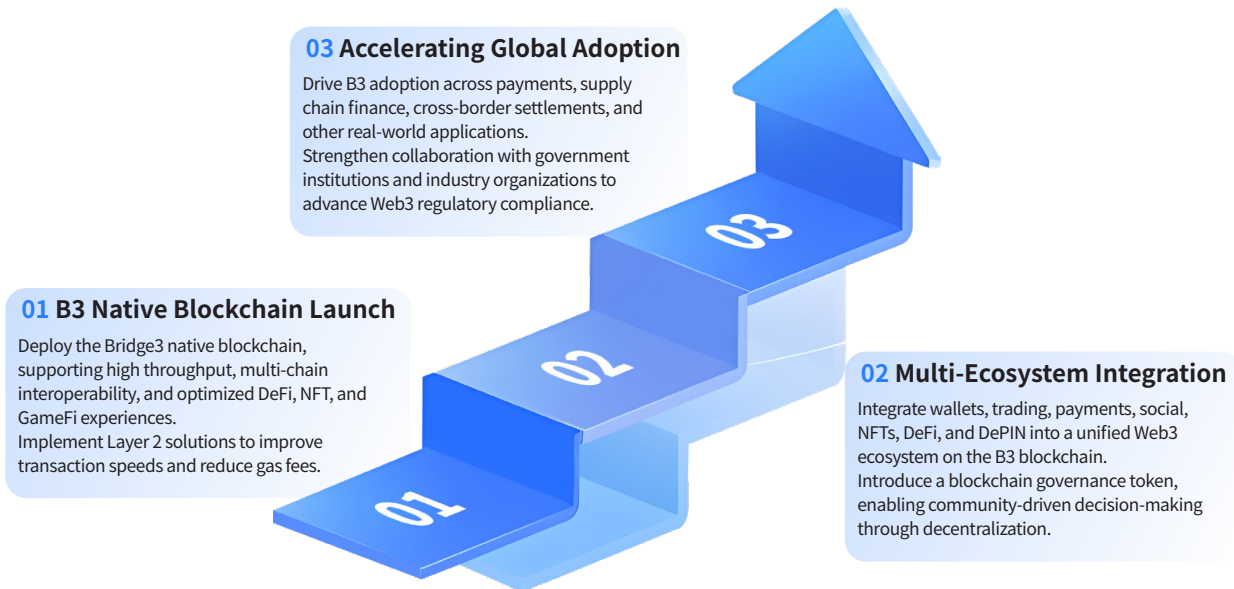 03 Accelerating Global Adoption
Drive B3 adoption across payments, supply
chain finance, cross-border settlements, and
other real-world applications.
Strengthen collaboration with government
institutions and industry organizations to
advance Web3 regulatory compliance.
03
01 B3 Native Blockchain Launch
Deploy the Bridge3 native blockchain,
supporting high throughput, multi-chain
interoperability, and optimized DeFi, NFT, and
GameFi experiences.
Implement Layer 2 solutions to improve
transaction speeds and reduce gas fees.
02
01
02 Multi-Ecosystem Integration
Integrate wallets, trading, payments, social,
NFTs, DeFi, and DePIN into a unified Web3
ecosystem on the B3 blockchain.
Introduce a blockchain governance token,
enabling community-driven decision-making
through decentralization.